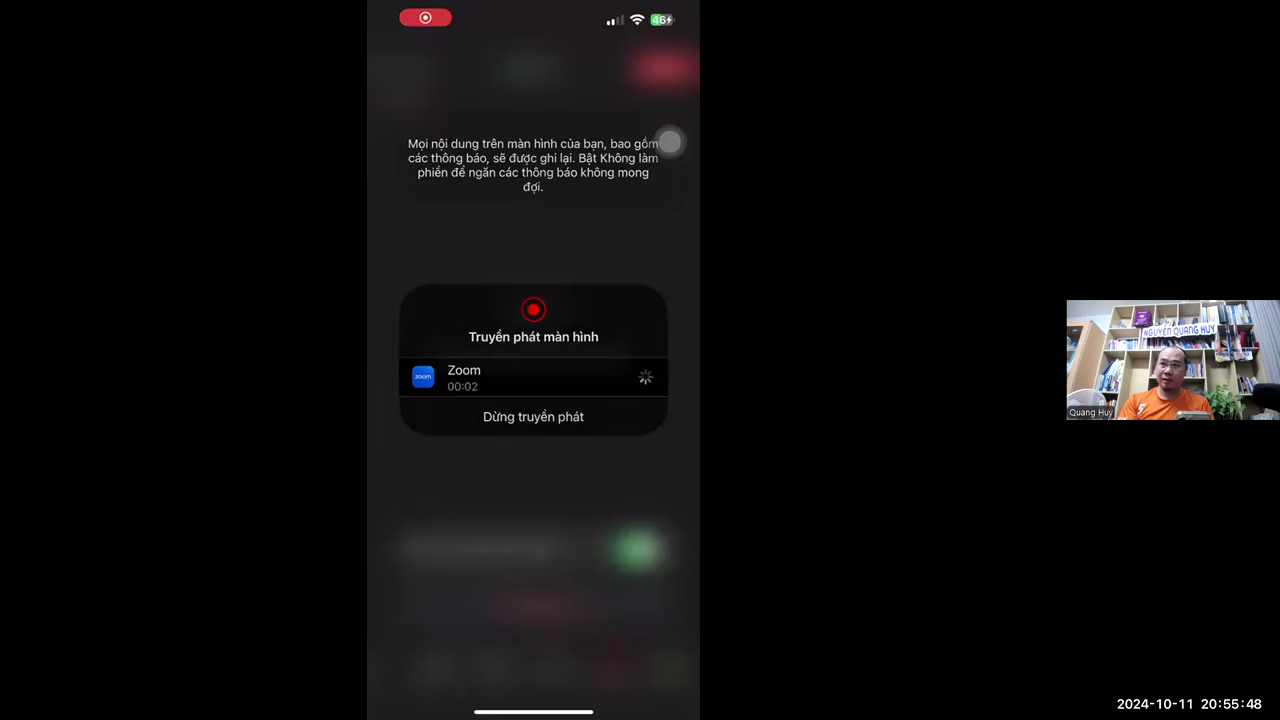 46
Mọi nội dung trên màn hình của bạn, bao gồm
các thông báo, sẽ được ghi lại. Bật Không làm
phiền để ngăn các thông báo không mong
đợi.
Truyền phát màn hình
zoom
Zoom
00:02
Dừng truyền phát
NGUYỄN QUANG HUY
Quang Huy
2024-10-11 20:55:48